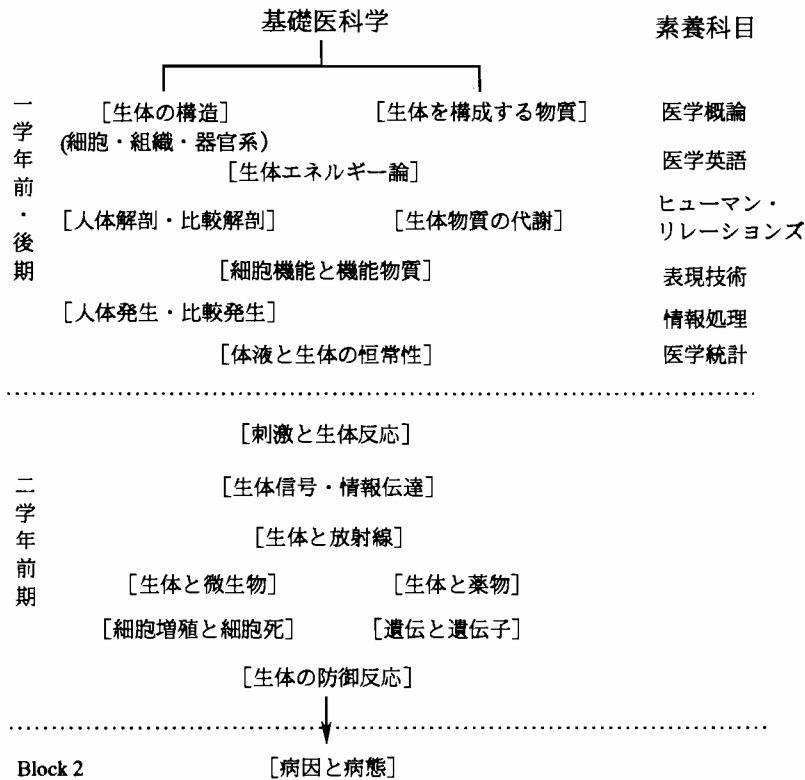 基礎医科学 素養科目
一学年前・後期
[生体の構造] [生体を構成する物質] 医学概論
(細胞・組織・器官系)
[生体エネルギー論] 医学英語
[人体解剖・比較解剖] [生体物質の代謝] ヒューマン・
リレーションズ
[細胞機能と機能物質] 表現技術
[人体発生・比較発生] 情報処理
[体液と生体の恒常性] 医学統計
[刺激と生体反応]
二学年前期
[生体信号・情報伝達]
[生体と放射線]
[生体と微生物] [生体と薬物]
[細胞増殖と細胞死] [遺伝と遺伝子]
[生体の防御反応]
Block 2 [病因と病態]